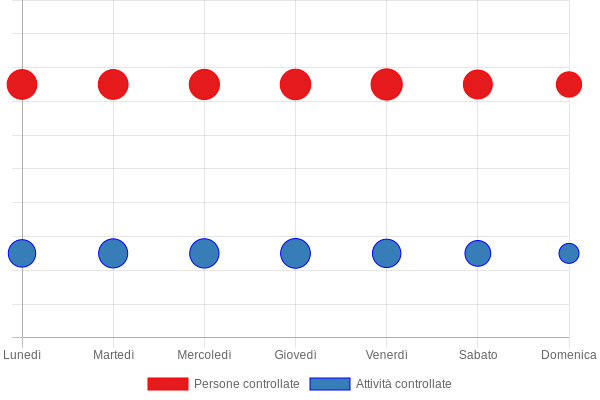 Lunedì Martedì Mercoledì Giovedì Venerdì Sabato Domenica
Persone controllate Attività controllate